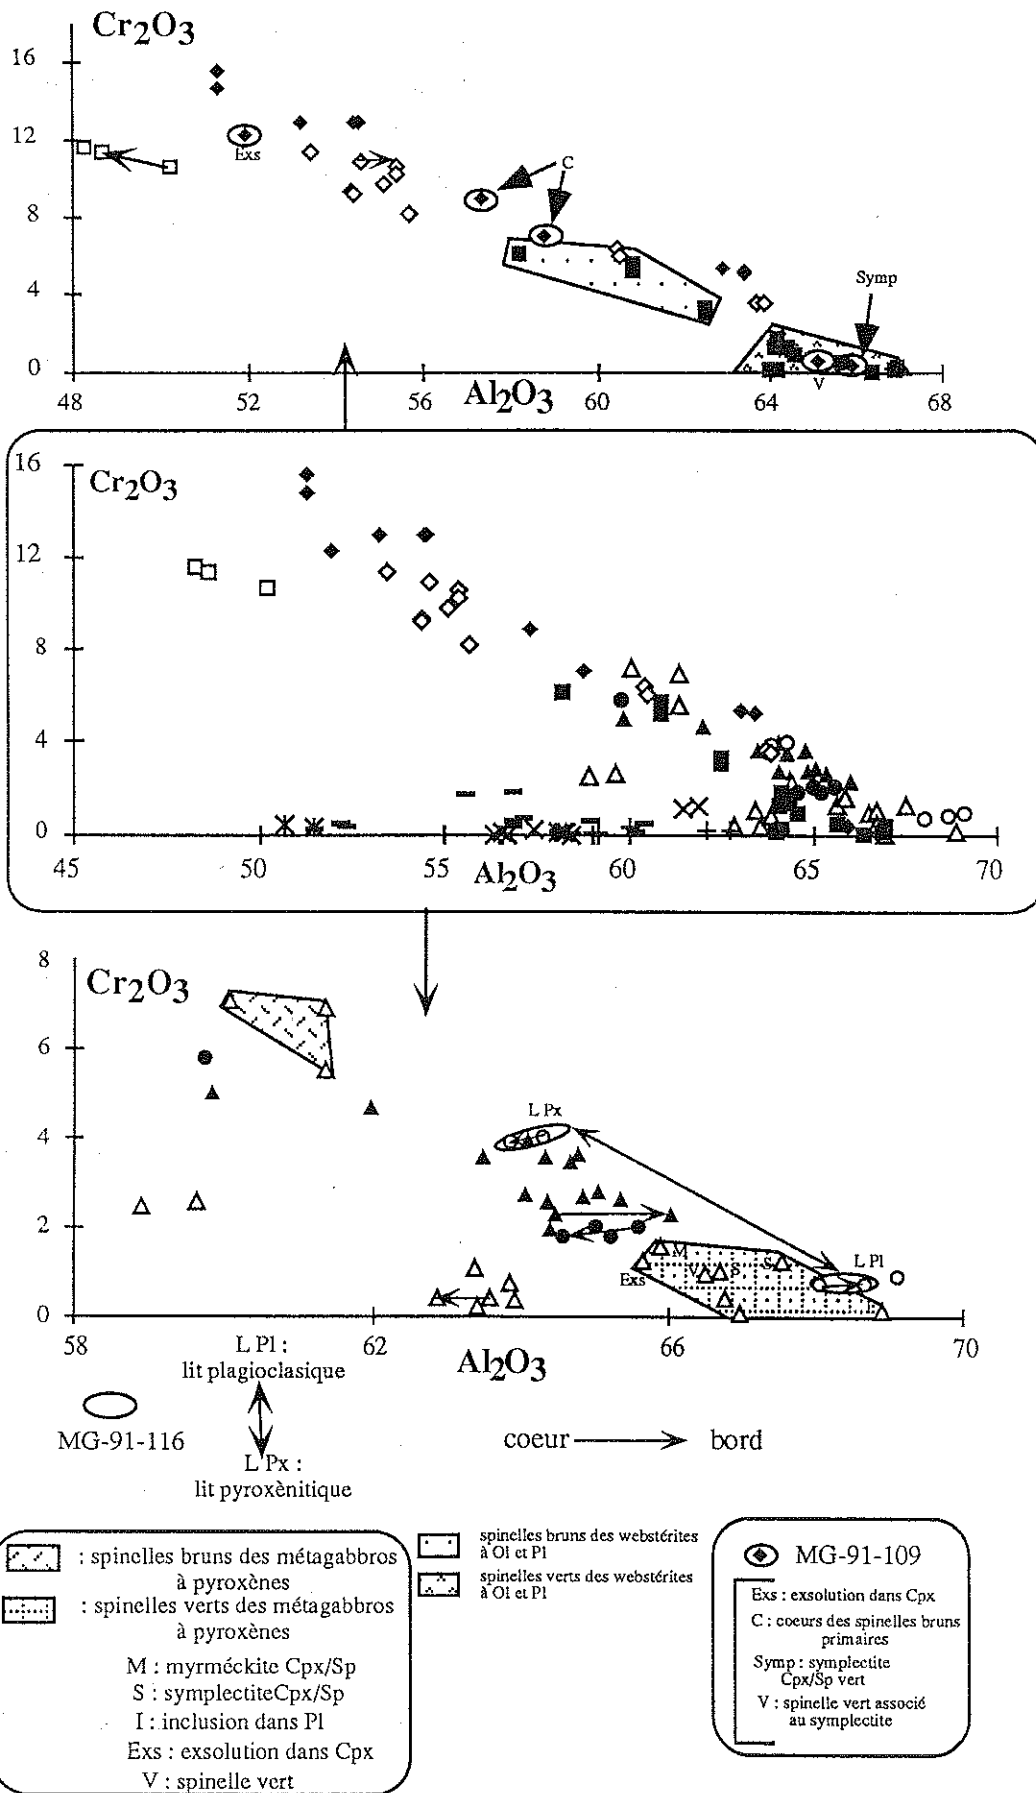 Cr2O3
16
12
8
4
0
Exs
C
Symp
V
48 52 56 60 64 68
Al2O3
Cr2O3
16
12
8
4
0
45 50 55 60 65 70
Al2O3
Cr2O3
8
6
4
2
0
L Px
L Pl
M
Exs
V
S
S
58 62 66 70
Al2O3
MG-91-116
L Pl :
lit plagioclasique
L Px :
lit pyroxènitique
coeur bord
: spinelles bruns des métagabbros
à pyroxènes
: spinelles verts des métagabbros
à pyroxènes
M : myrméckite Cpx/Sp
S : symplectiteCpx/Sp
I : inclusion dans Pl
Exs : exsolution dans Cpx
V : spinelle vert
spinelles bruns des webstérites
à Ol et Pl
spinelles verts des webstérites
à Ol et Pl
MG-91-109
Exs : exsolution dans Cpx
C : coeurs des spinelles bruns
primaires
Symp : symplectite
Cpx/Sp vert
V : spinelle vert associé
au symplectite